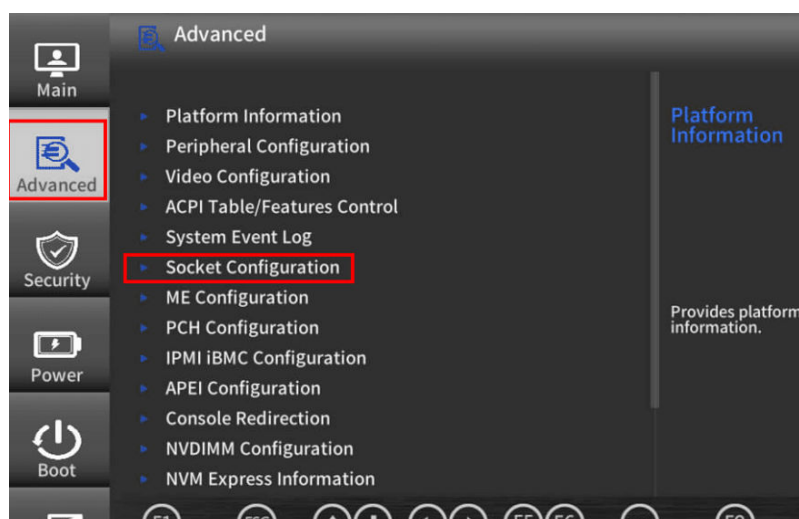 Advanced
Main
Advanced
Security
Power
Boot
Platform Information
Peripheral Configuration
Video Configuration
ACPI Table/Features Control
System Event Log
Socket Configuration
ME Configuration
PCH Configuration
IPMI iBMC Configuration
APEI Configuration
Console Redirection
NVDIMM Configuration
NVM Express Information
Platform
Information
Provides platform
information.